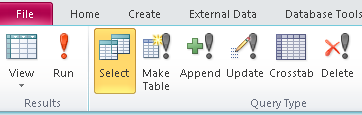 File Home Create External Data Database Tools
View Run Select Make Table Append Update Crosstab Delete
Results Query Type